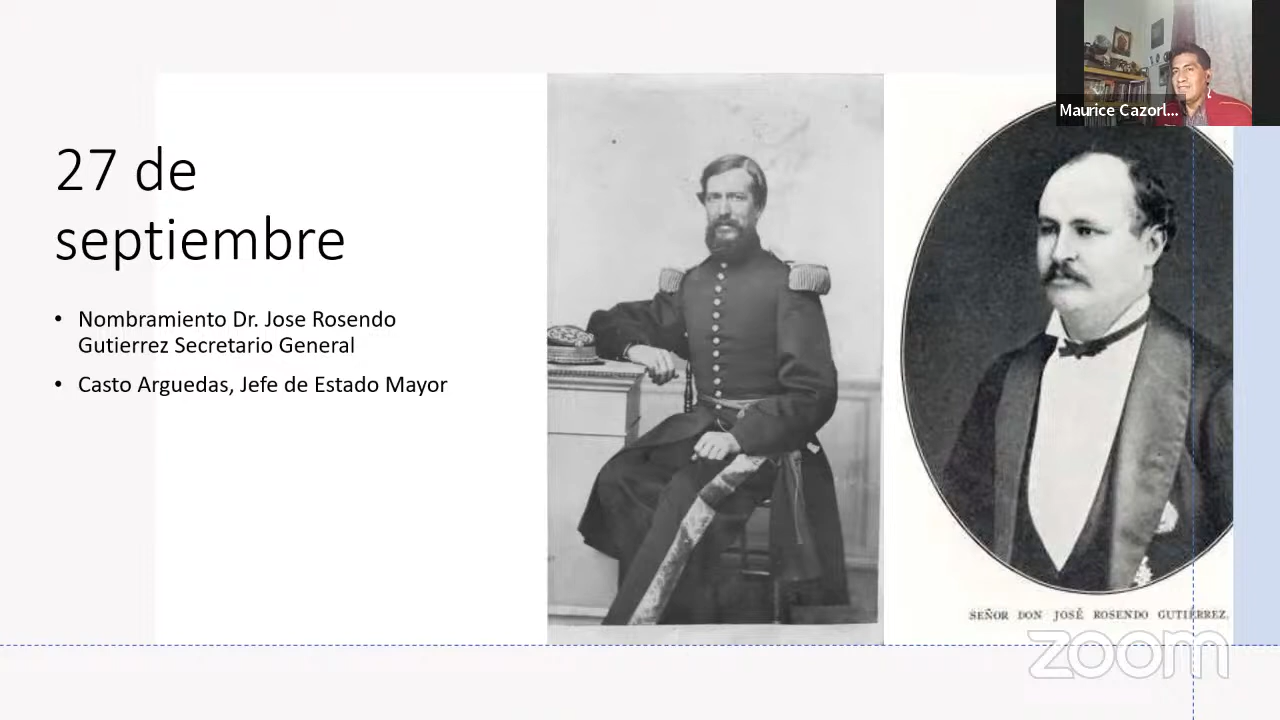 Maurice Cazorl...
27 de
septiembre
• Nombramiento Dr. Jose Rosendo
Gutierrez Secretario General
• Casto Arguedas, Jefe de Estado Mayor
SEÑOR DON JOSÉ ROSENDO GUTIÉRREZ.
zoom